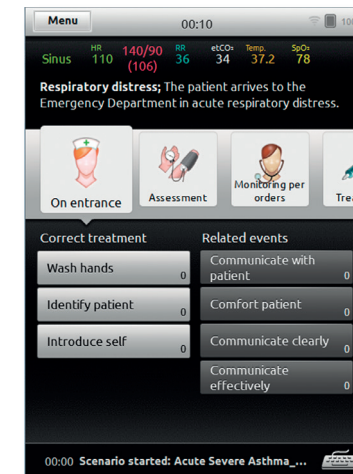 Menu 00:10 100
HR RR etCO₂ Temp. SpO₂
Sinus 110 140/90 36 34 37.2 78
(106)
Respiratory distress; The patient arrives to the
Emergency Department in acute respiratory distress.
On entrance
Assessment
Monitoring per
orders
Correct treatment
Related events
Wash hands 0
Communicate with
patient 0
Identify patient 0
Comfort patient 0
Introduce self 0
Communicate clearly 0
Communicate
effectively 0
00:00 Scenario started: Acute Severe Asthma_...